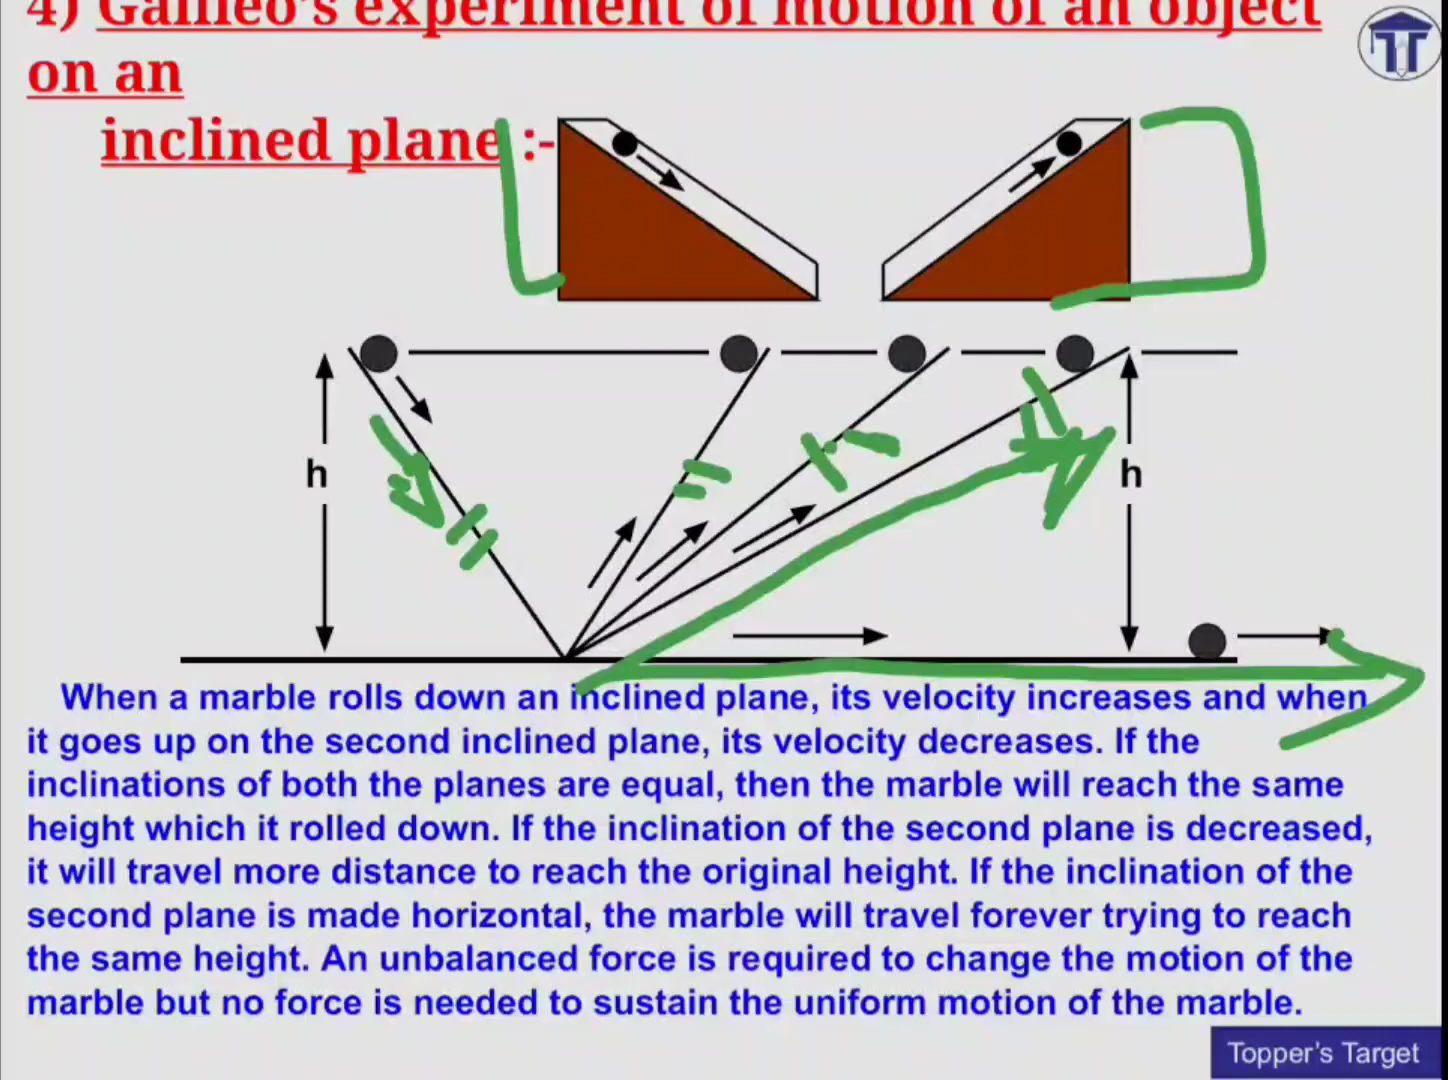 4) Galileo's experiment of motion of an object
on an
inclined plane :-
h
h
When a marble rolls down an inclined plane, its velocity increases and when
it goes up on the second inclined plane, its velocity decreases. If the
inclinations of both the planes are equal, then the marble will reach the same
height which it rolled down. If the inclination of the second plane is decreased,
it will travel more distance to reach the original height. If the inclination of the
second plane is made horizontal, the marble will travel forever trying to reach
the same height. An unbalanced force is required to change the motion of the
marble but no force is needed to sustain the uniform motion of the marble.
Topper's Target